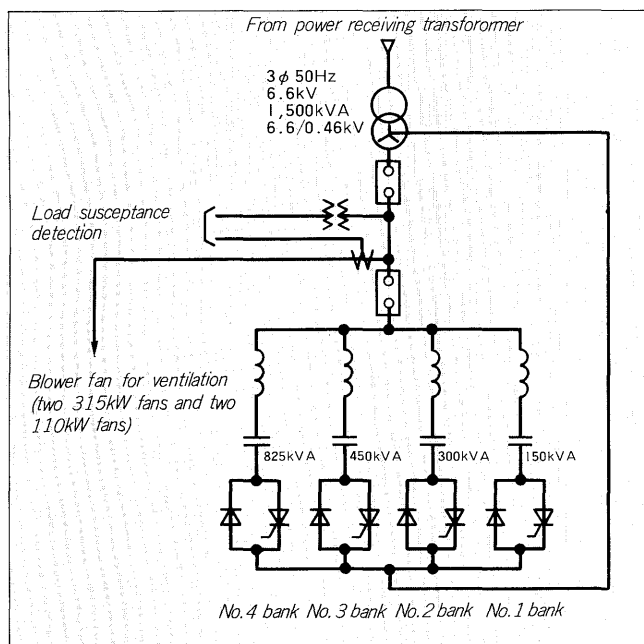 From power receiving transforormer
3φ 50Hz
6.6kV
1,500kVA
6.6/0.46kV
Load susceptance
detection
Blower fan for ventilation
(two 315kW fans and two
110kW fans)
825kVA 450kVA 300kVA 150kVA
No.4 bank No.3 bank No.2 bank No.1 bank